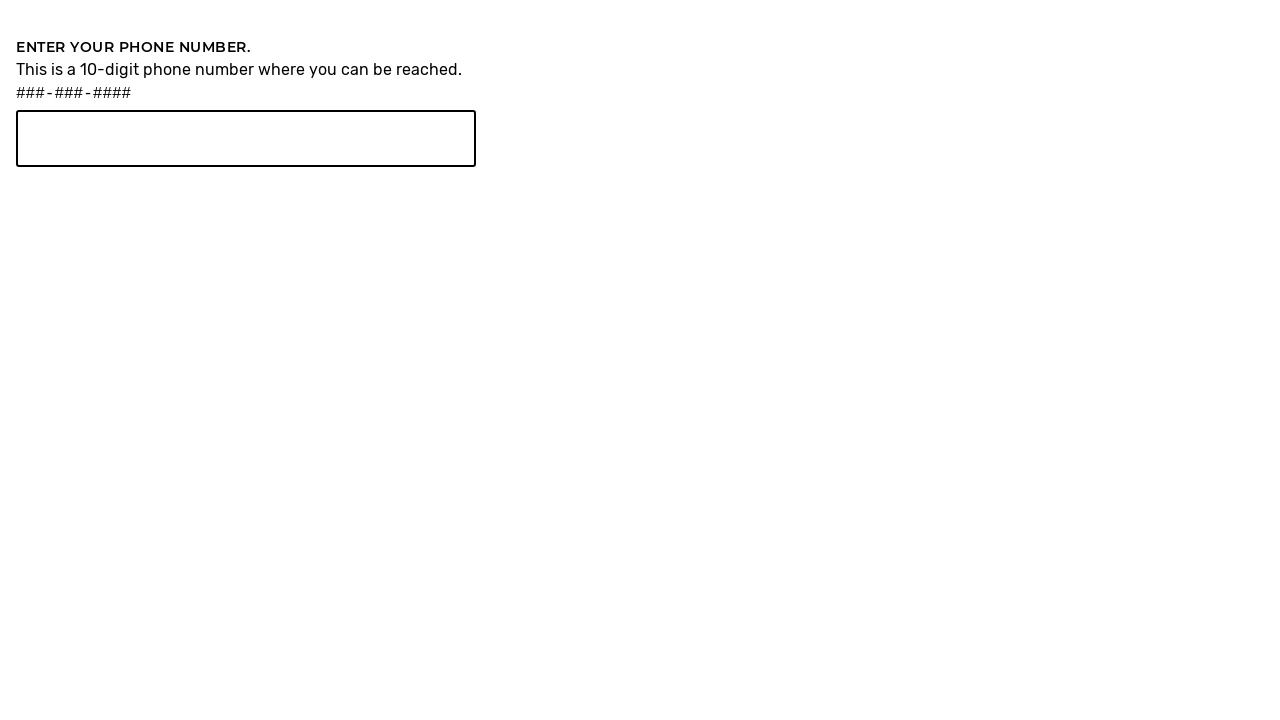 ENTER YOUR PHONE NUMBER.
This is a 10-digit phone number where you can be reached.
###-###-####